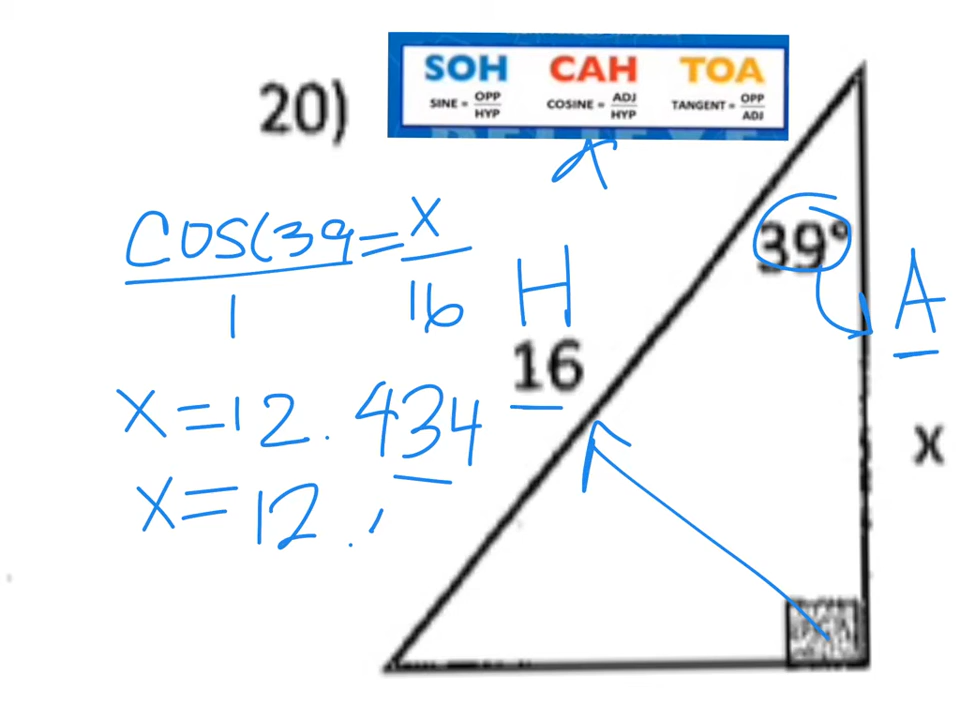 20)
SOH CAH TOA
SINE = OPP/HYP COSINE = ADJ/HYP TANGENT = OPP/ADJ
39°
COS(39 = X/16
1
H
A
16
X = 12.434
x
X = 12.